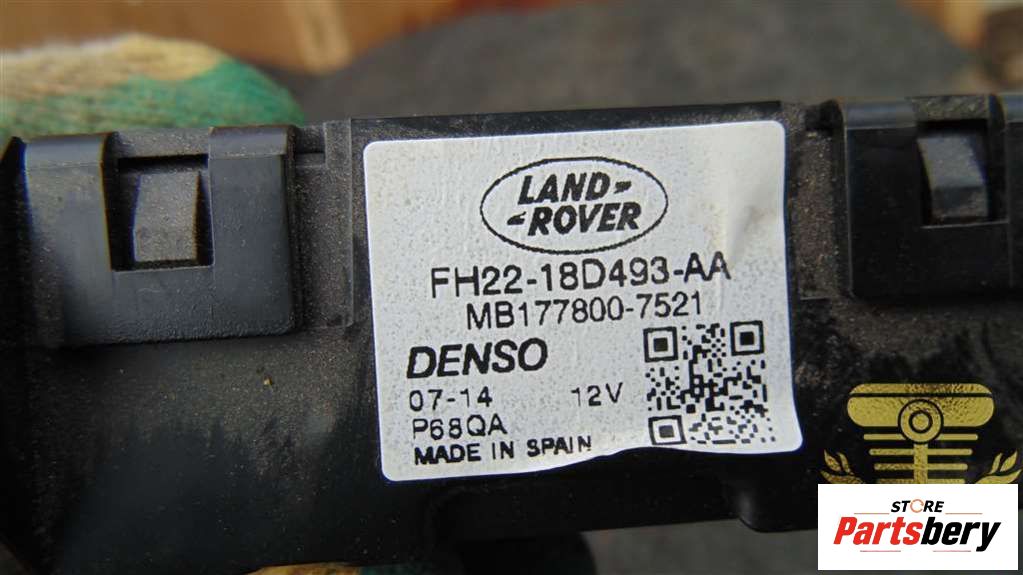 LAND-
-ROVER
FH22-18D493-AA
MB177800-7521
DENSO
07-14 12V
P68QA
MADE IN SPAIN
STORE
Partsbery